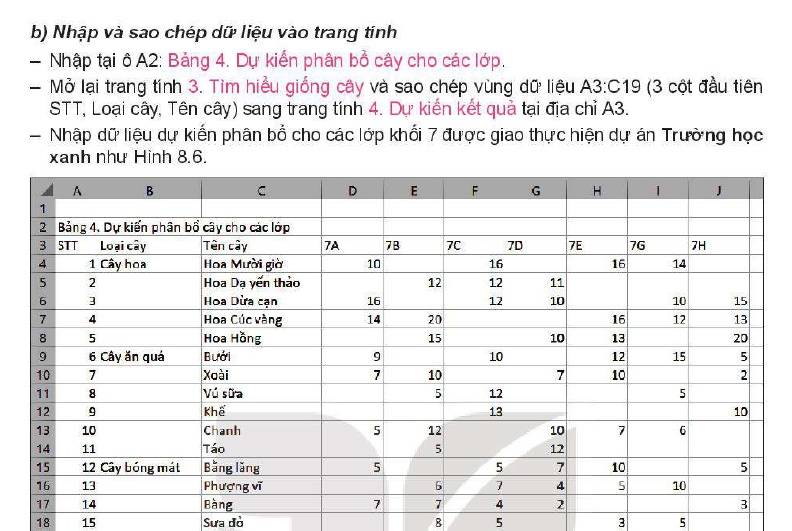 b) Nhập và sao chép dữ liệu vào trang tính
– Nhập tại ô A2: Bảng 4. Dự kiến phân bổ cây cho các lớp.
– Mở lại trang tính 3. Tìm hiểu giống cây và sao chép vùng dữ liệu A3:C19 (3 cột đầu tiên
STT, Loại cây, Tên cây) sang trang tính 4. Dự kiến kết quả tại địa chỉ A3.
– Nhập dữ liệu dự kiến phân bổ cho các lớp khối 7 được giao thực hiện dự án Trường học
xanh như Hình 8.6.
A B C D E F G H I J
1
2 Bảng 4. Dự kiến phân bổ cây cho các lớp
3 STT Loại cây Tên cây 7A 7B 7C 7D 7E 7G 7H
4 1 Cây hoa Hoa Mười giờ 10 16 16 14
5 2 Hoa Dạ yến thảo 12 12 11
6 3 Hoa Dừa cạn 16 12 10 10 15
7 4 Hoa Cúc vàng 14 20 16 12 13
8 5 Hoa Hồng 15 10 13 20
9 6 Cây ăn quả Bưởi 9 10 12 15 5
10 7 Xoài 7 10 7 10 2
11 8 Vú sữa 5 12 5
12 9 Khế 13 10
13 10 Chanh 5 12 10 7 6
14 11 Táo 5 12
15 12 Cây bóng mát Bằng lăng 5 5 7 10 5
16 13 Phượng vĩ 6 7 4 5 10
17 14 Bàng 7 7 4 2 3
18 15 Sưa đỏ 8 5 3 5